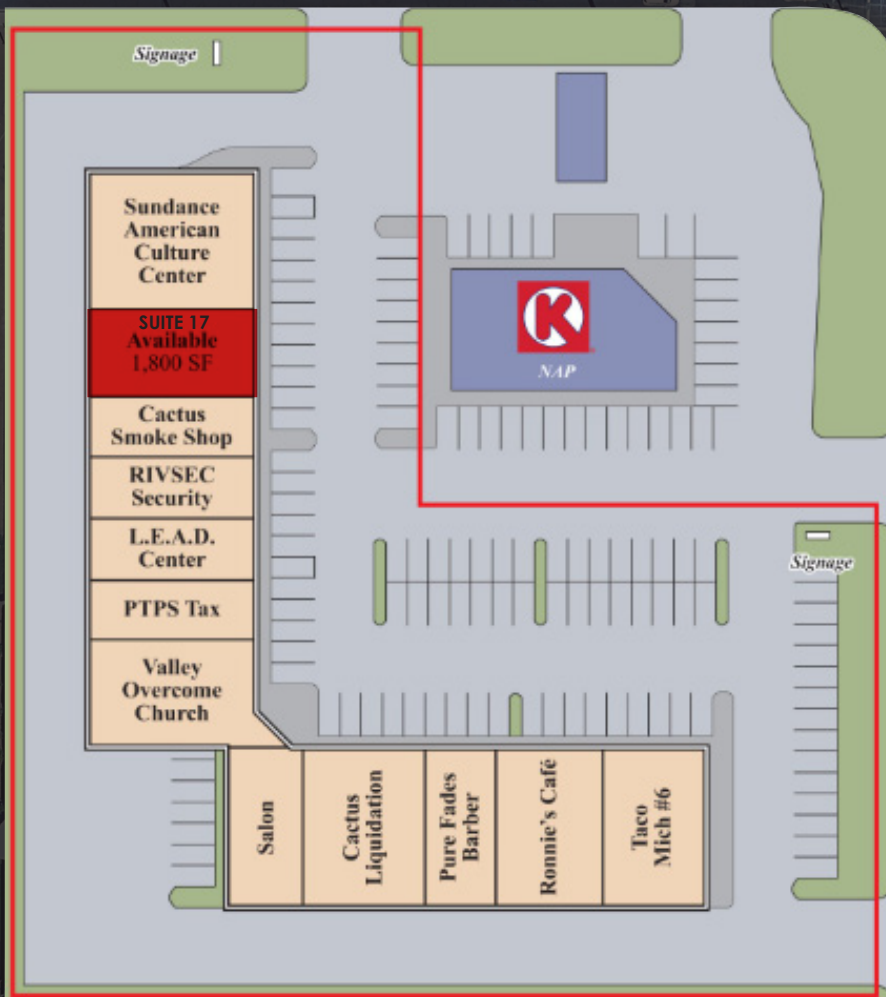 Signage
Sundance
American
Culture
Center
SUITE 17
Available
1,800 SF
Cactus
Smoke Shop
RIVSEC
Security
L.E.A.D.
Center
PTPS Tax
Valley
Overcome
Church
K
NAP
Signage
Salon
Cactus
Liquidation
Pure Fades
Barber
Ronnie's Café
Taco
Mich #6